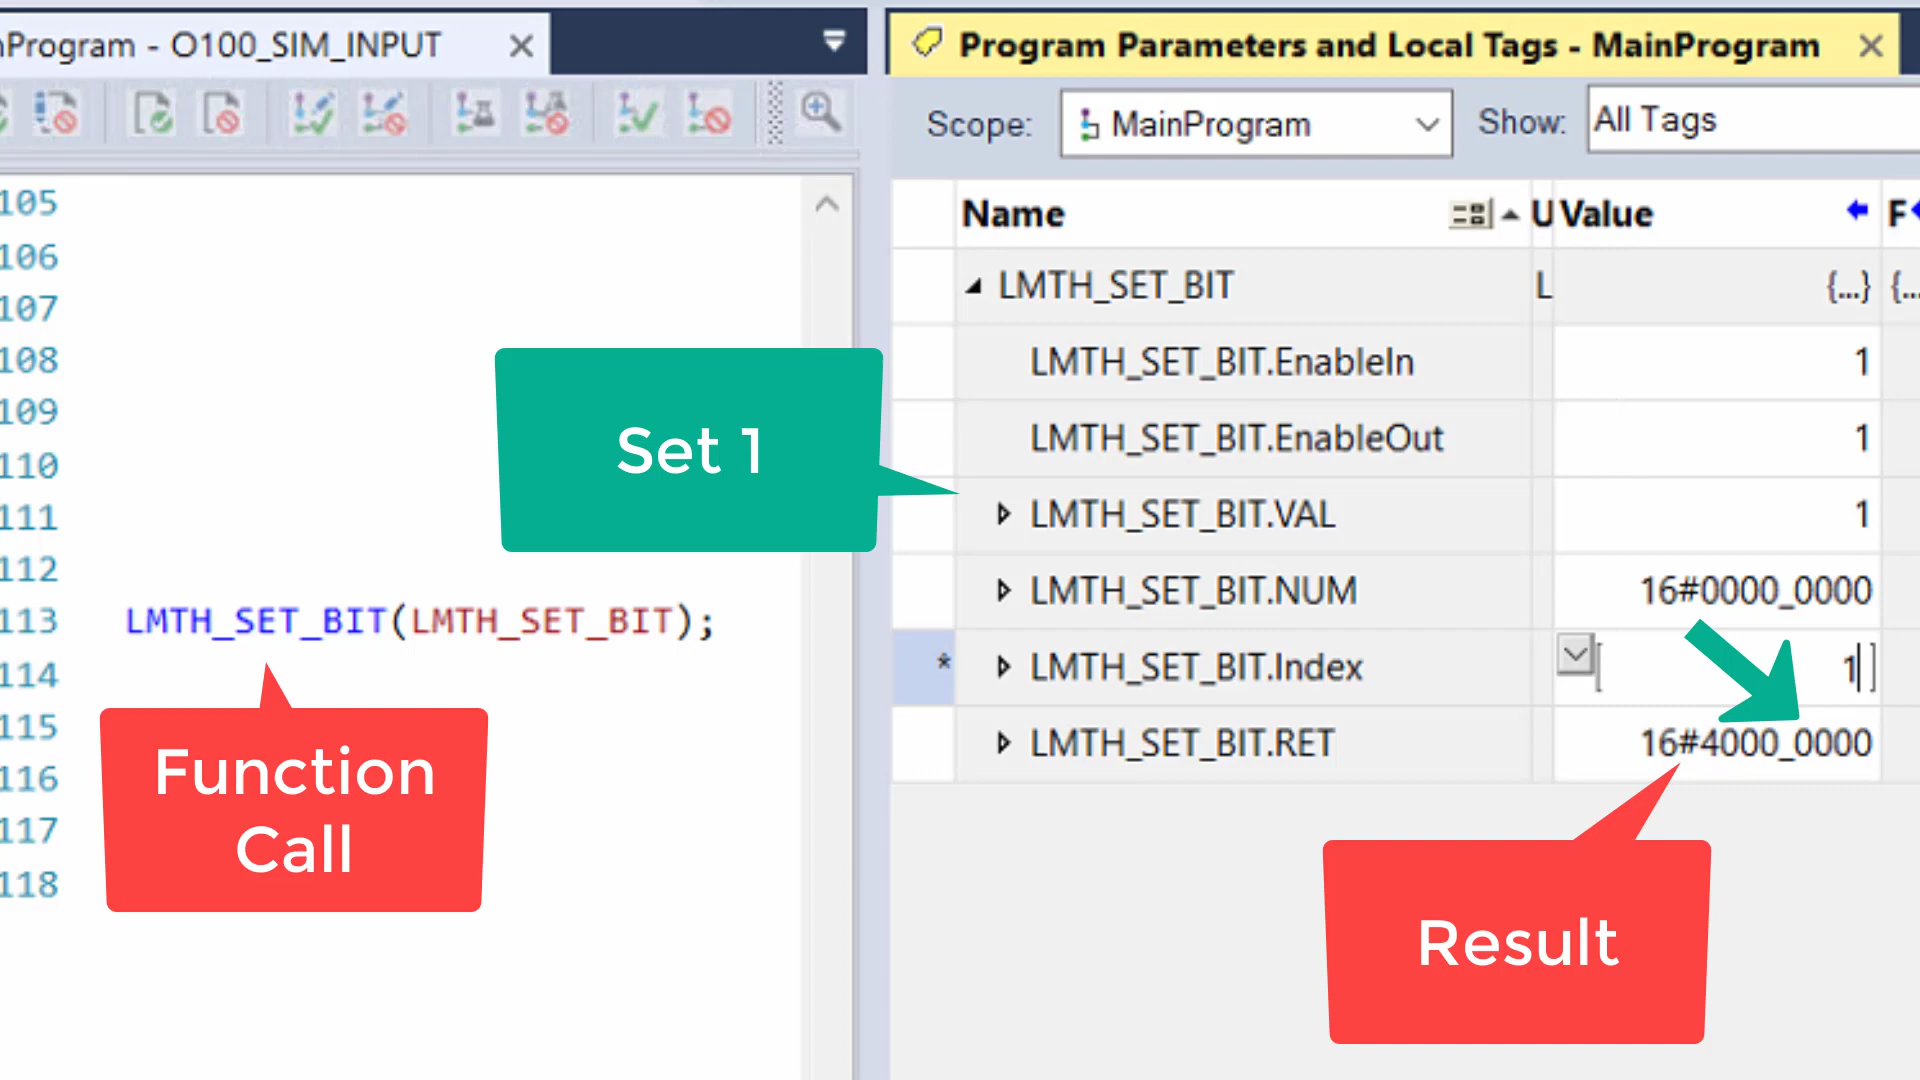 nProgram - O100_SIM_INPUT
105
106
107
108
109
110
111
112
113 LMTH_SET_BIT(LMTH_SET_BIT);
114
115
116
117
118
Function
Call
Set 1
Program Parameters and Local Tags - MainProgram
Scope: MainProgram Show: All Tags
Name U Value F
LMTH_SET_BIT L {...} {...
LMTH_SET_BIT.EnableIn 1
LMTH_SET_BIT.EnableOut 1
LMTH_SET_BIT.VAL 1
LMTH_SET_BIT.NUM 16#0000_0000
* LMTH_SET_BIT.Index [ 1 ]
LMTH_SET_BIT.RET 16#4000_0000
Result